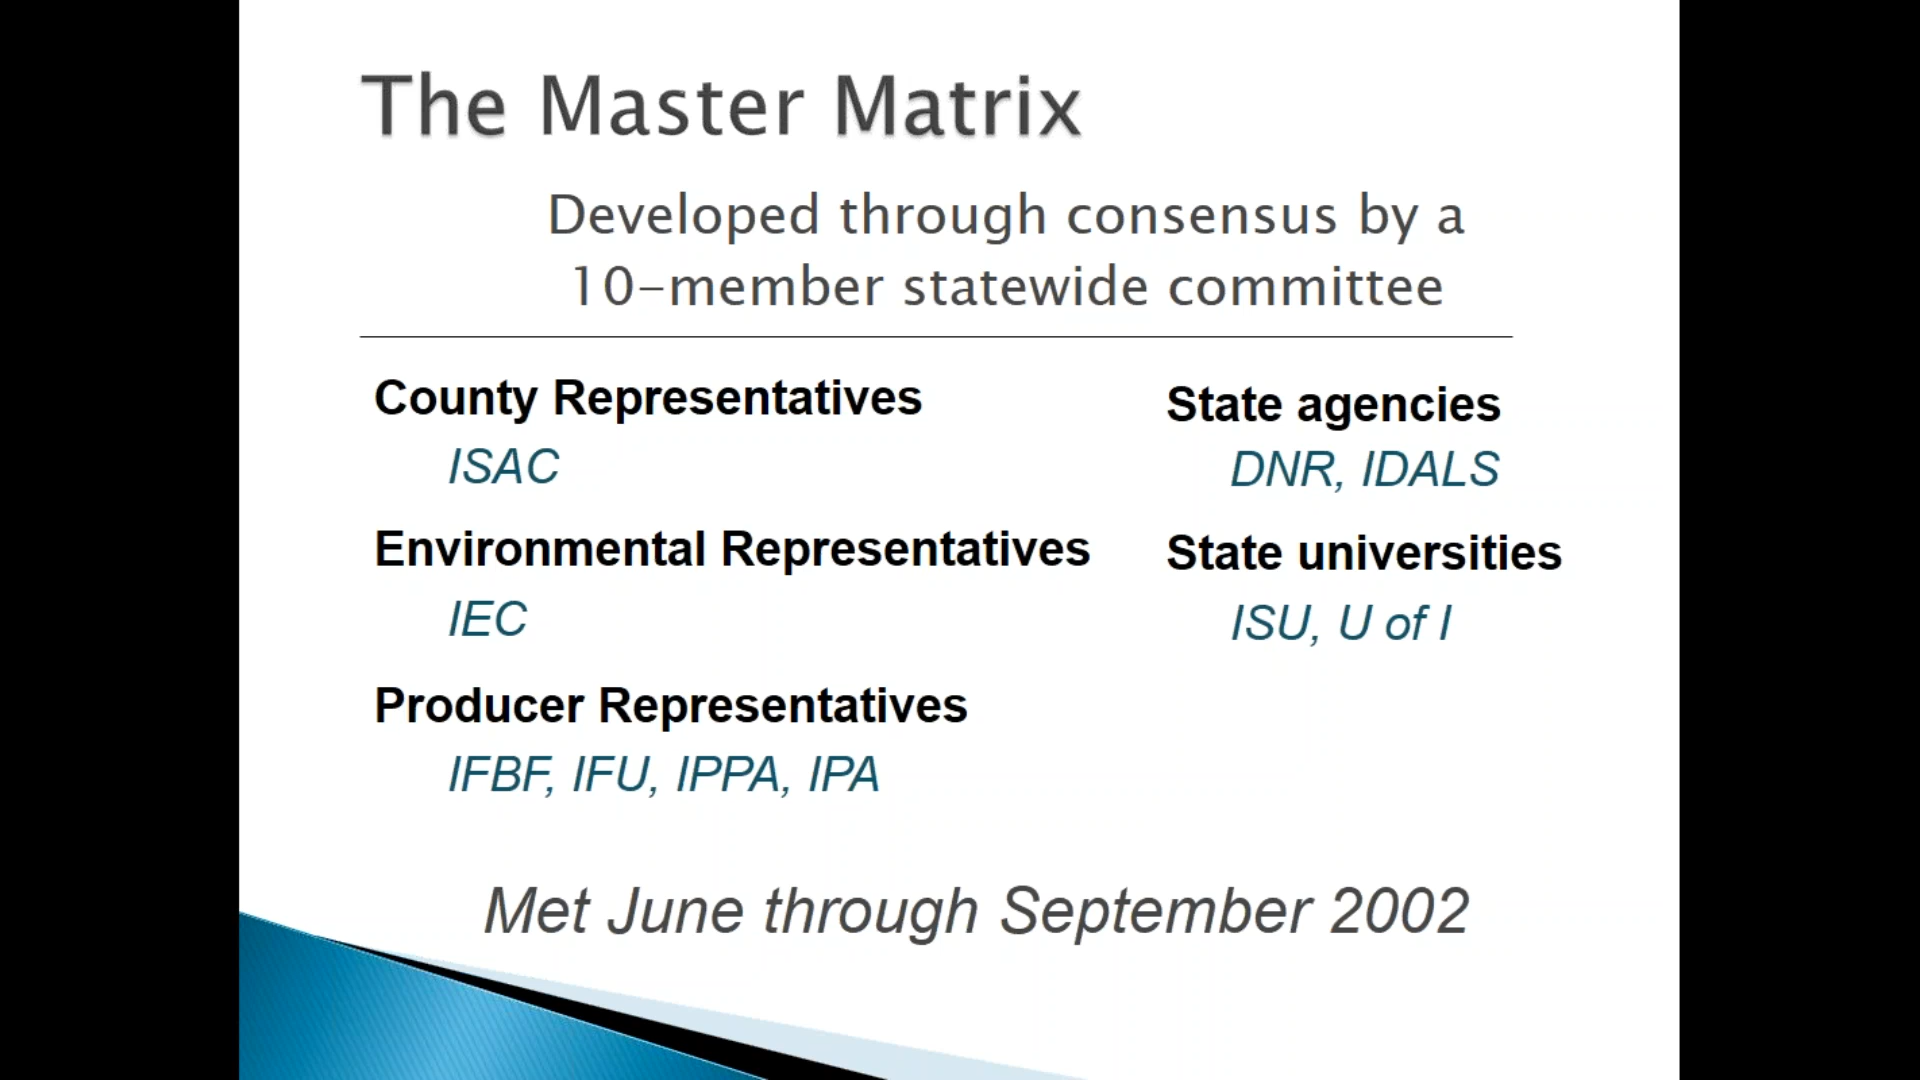 The Master Matrix
Developed through consensus by a
10-member statewide committee
County Representatives
ISAC
Environmental Representatives
IEC
Producer Representatives
IFBF, IFU, IPPA, IPA
State agencies
DNR, IDALS
State universities
ISU, U of I
Met June through September 2002